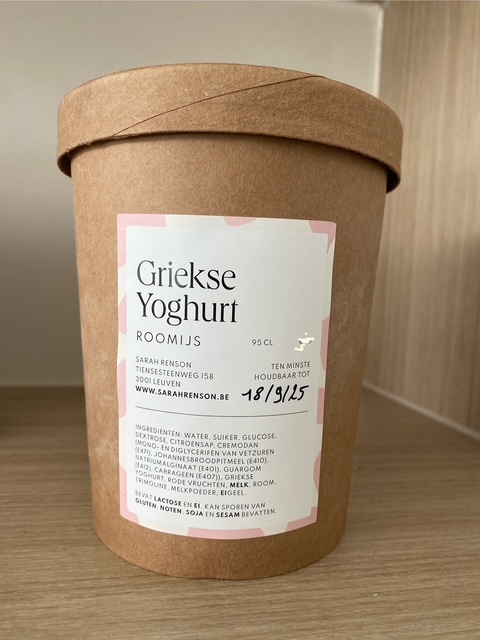 Griekse
Yoghurt
ROOMIJS
95 CL
SARAH RENSON
TIENSESTEENWEG 158
3001 LEUVEN
WWW.SARAHRENSON.BE
TEN MINSTE
HOUDBAAR TOT
18/9/25
INGREDIENTEN: WATER, SUIKER, GLUCOSE,
DEXTROSE, CITROENSAP, CREMODAN
(MONO- EN DIGLYCERIFEN VAN VETZUREN
(E471), JOHANNESBROODPITMEEL (E410),
NATRIUMALGINAAT (E401), GUARGOM
(E412), CARRAGEEN (E407)), GRIEKSE
YOGHURT, RODE VRUCHTEN, MELK, ROOM,
TRIMOLINE, MELKPOEDER, EIGEEL.
BEVAT LACTOSE EN EI. KAN SPOREN VAN
GLUTEN, NOTEN, SOJA EN SESAM BEVATTEN.